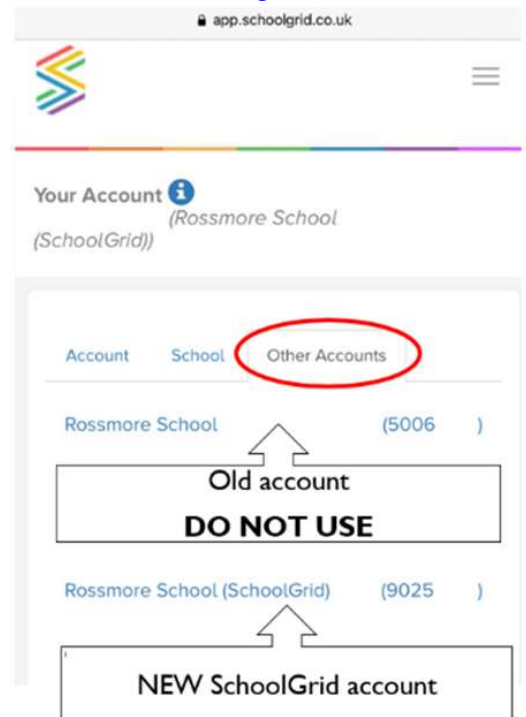 app.schoolgrid.co.uk
Your Account
(Rossmore School
(SchoolGrid))
Account School Other Accounts
Rossmore School (5006 )
Old account
DO NOT USE
Rossmore School (SchoolGrid) (9025 )
NEW SchoolGrid account